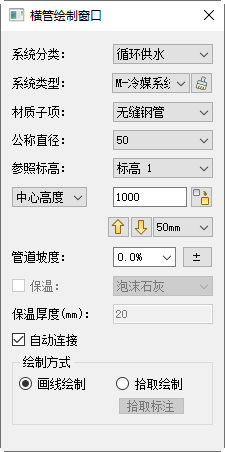 横管绘制窗口
系统分类: 循环供水
系统类型: M-冷媒系统
材质子项: 无缝钢管
公称直径: 50
参照标高: 标高 1
中心高度 1000
50mm
管道坡度: 0.0% ±
保温: 泡沫石灰
保温厚度(mm): 20
自动连接
绘制方式
画线绘制 拾取绘制
拾取标注